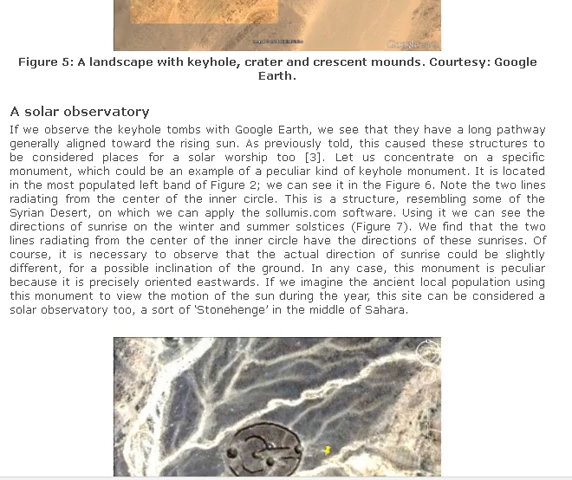 Google
Figure 5: A landscape with keyhole, crater and crescent mounds. Courtesy: Google
Earth.
A solar observatory
If we observe the keyhole tombs with Google Earth, we see that they have a long pathway
generally aligned toward the rising sun. As previously told, this caused these structures to
be considered places for a solar worship too [3]. Let us concentrate on a specific
monument, which could be an example of a peculiar kind of keyhole monument. It is located
in the most populated left band of Figure 2; we can see it in the Figure 6. Note the two lines
radiating from the center of the inner circle. This is a structure, resembling some of the
Syrian Desert, on which we can apply the sollumis.com software. Using it we can see the
directions of sunrise on the winter and summer solstices (Figure 7). We find that the two
lines radiating from the center of the inner circle have the directions of these sunrises. Of
course, it is necessary to observe that the actual direction of sunrise could be slightly
different, for a possible inclination of the ground. In any case, this monument is peculiar
because it is precisely oriented eastwards. If we imagine the ancient local population using
this monument to view the motion of the sun during the year, this site can be considered a
solar observatory too, a sort of ‘Stonehenge’ in the middle of Sahara.